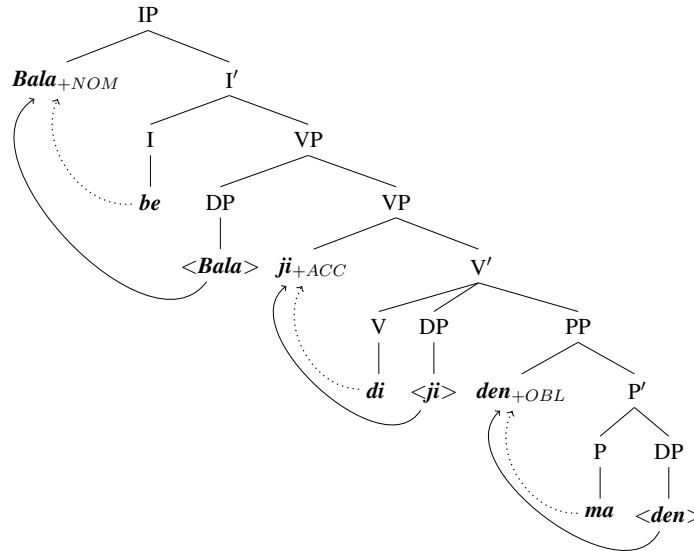 IP
Bala+NOM I′
I VP
be DP VP
<Bala> ji+ACC V′
V DP PP
di <ji> den+OBL P′
P DP
ma <den>